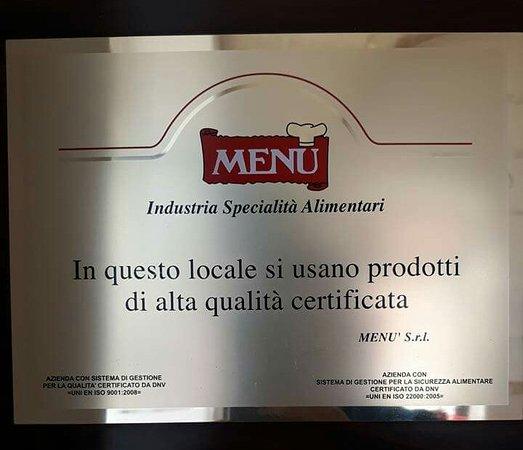 MENÙ
Industria Specialità Alimentari
In questo locale si usano prodotti
di alta qualità certificata
MENU' S.r.l.
AZIENDA CON SISTEMA DI GESTIONE
PER LA QUALITA' CERTIFICATO DA DNV
=UNI EN ISO 9001:2008=
AZIENDA CON
SISTEMA DI GESTIONE PER LA SICUREZZA ALIMENTARE
CERTIFICATO DA DNV
=UNI EN ISO 22000:2005=